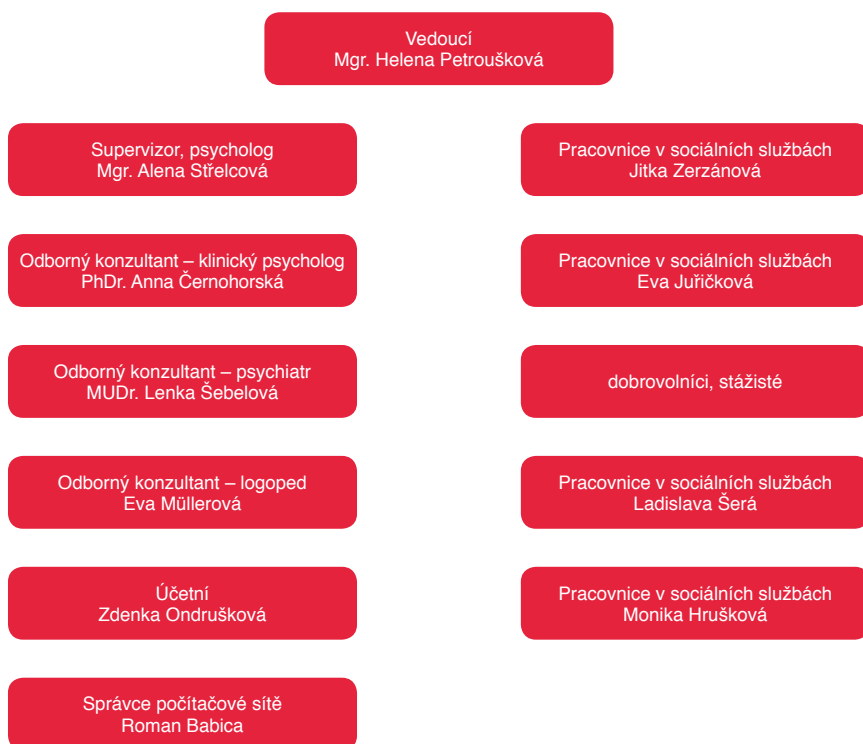 Vedoucí
Mgr. Helena Petroušková
Supervizor, psycholog
Mgr. Alena Střelcová
Odborný konzultant – klinický psycholog
PhDr. Anna Černohorská
Odborný konzultant – psychiatr
MUDr. Lenka Šebelová
Odborný konzultant – logoped
Eva Müllerová
Účetní
Zdenka Ondrušková
Správce počítačové sítě
Roman Babica
Pracovnice v sociálních službách
Jitka Zerzánová
Pracovnice v sociálních službách
Eva Juřičková
dobrovolníci, stážisté
Pracovnice v sociálních službách
Ladislava Šerá
Pracovnice v sociálních službách
Monika Hrušková